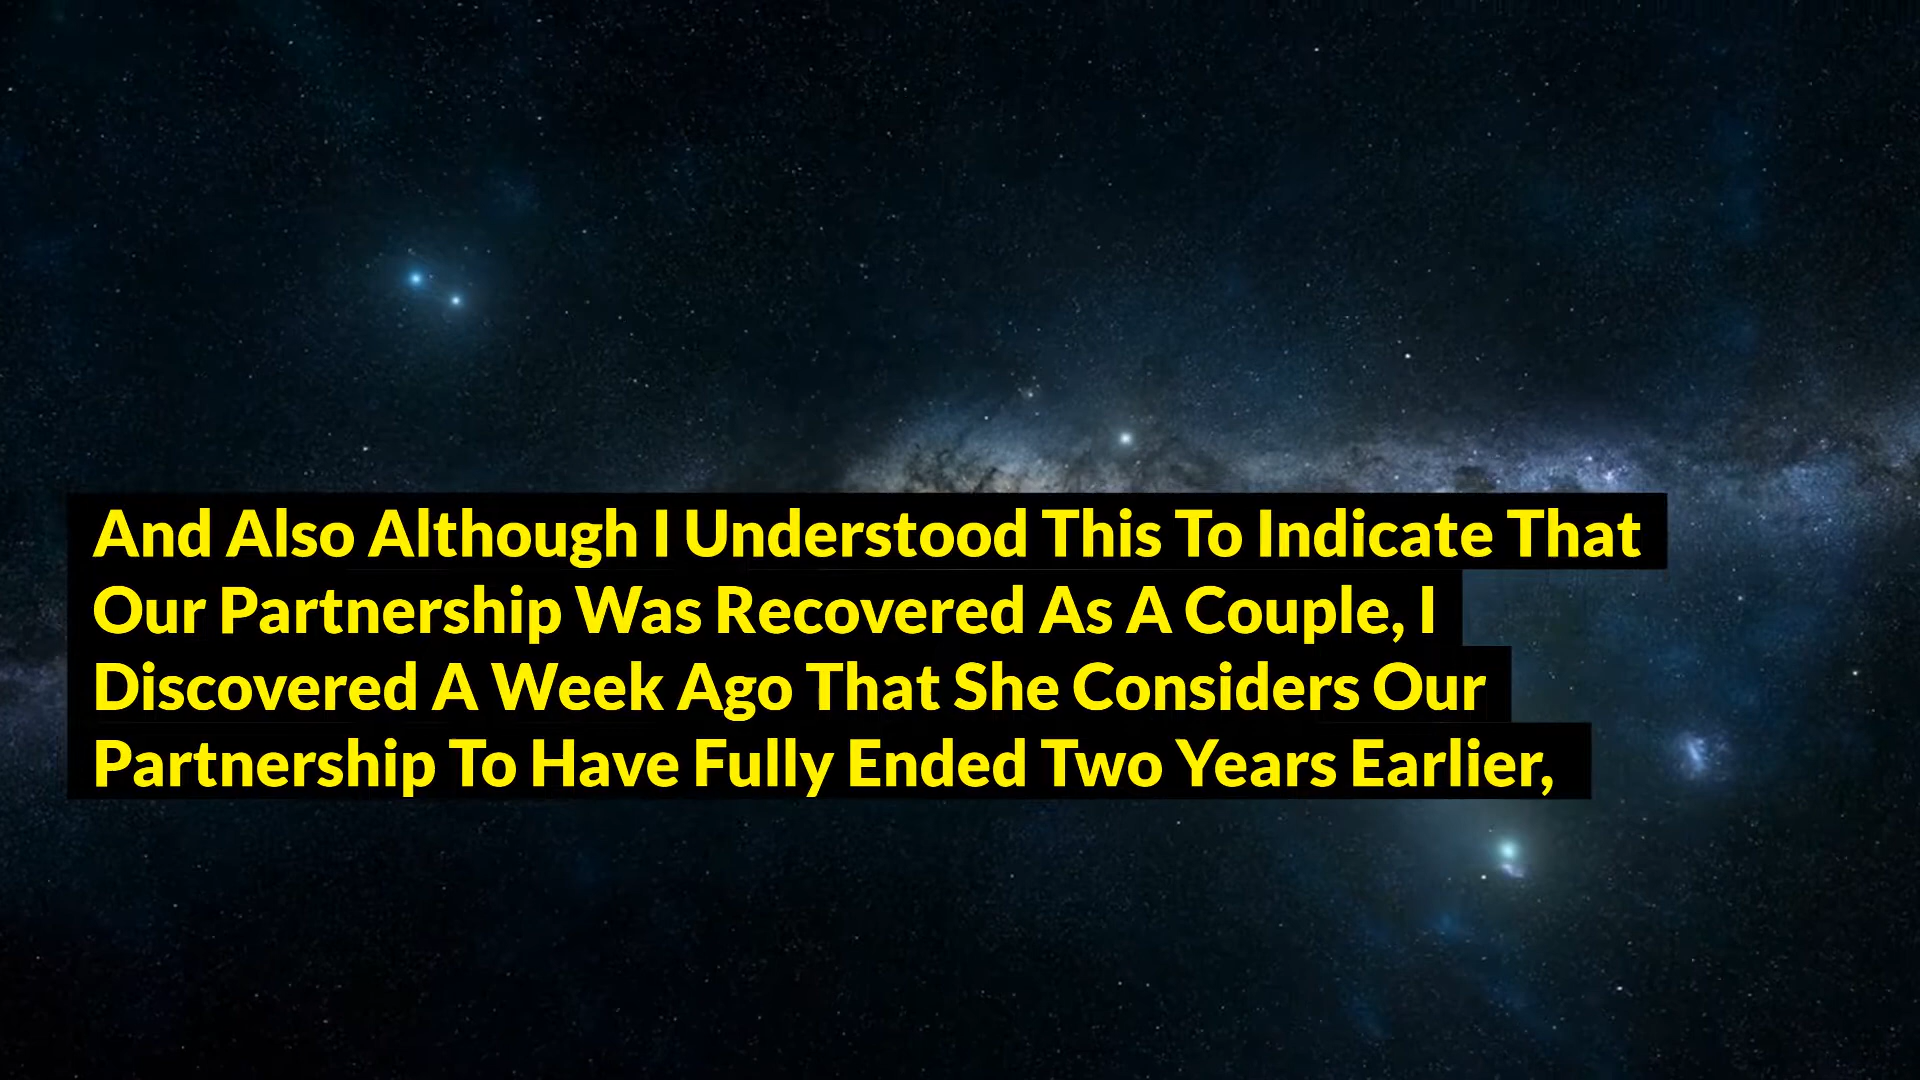 And Also Although I Understood This To Indicate That
Our Partnership Was Recovered As A Couple, I
Discovered A Week Ago That She Considers Our
Partnership To Have Fully Ended Two Years Earlier,